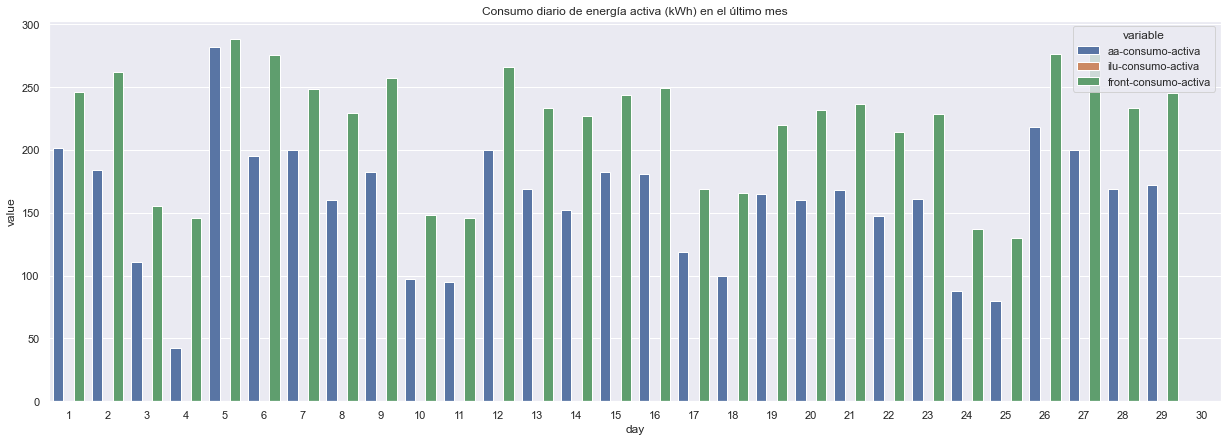 Consumo diario de energía activa (kWh) en el último mes
variable
aa-consumo-activa
ilu-consumo-activa
front-consumo-activa
300
250
200
150
100
50
0
value
1 2 3 4 5 6 7 8 9 10 11 12 13 14 15 16 17 18 19 20 21 22 23 24 25 26 27 28 29 30
day